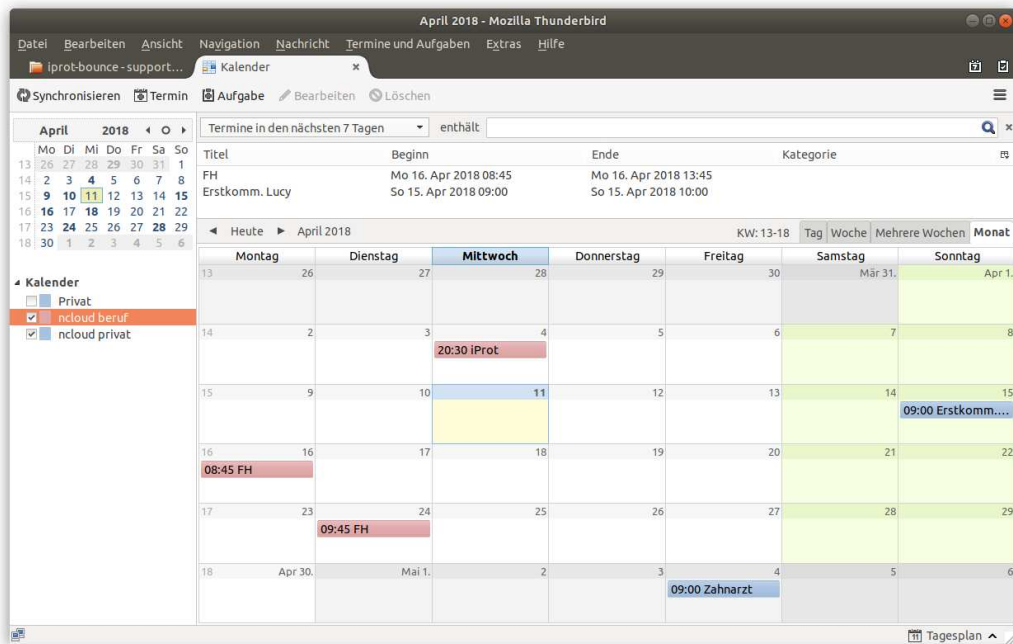 April 2018 - Mozilla Thunderbird
Datei Bearbeiten Ansicht Navigation Nachricht Termine und Aufgaben Extras Hilfe
iprot-bounce - support... Kalender
Synchronisieren Termin Aufgabe Bearbeiten Löschen
April 2018
Mo Di Mi Do Fr Sa So
13 26 27 28 29 30 31 1
14 2 3 4 5 6 7 8
15 9 10 11 12 13 14 15
16 16 17 18 19 20 21 22
17 23 24 25 26 27 28 29
18 30 1 2 3 4 5 6
Kalender
Privat
ncloud beruf
ncloud privat
Termine in den nächsten 7 Tagen enthält
Titel Beginn Ende Kategorie
FH Mo 16. Apr 2018 08:45 Mo 16. Apr 2018 13:45
Erstkomm. Lucy So 15. Apr 2018 09:00 So 15. Apr 2018 10:00
Heute April 2018 KW: 13-18 Tag Woche Mehrere Wochen Monat
Montag Dienstag Mittwoch Donnerstag Freitag Samstag Sonntag
13 26 27 28 29 30 Mär 31. Apr 1.
14 2 3 4 5 6 7 8
20:30 iProt
15 9 10 11 12 13 14 15
09:00 Erstkomm....
16 16 17 18 19 20 21 22
08:45 FH
17 23 24 25 26 27 28 29
09:45 FH
18 Apr 30. Mai 1. 2 3 4 5 6
09:00 Zahnarzt
Tagesplan